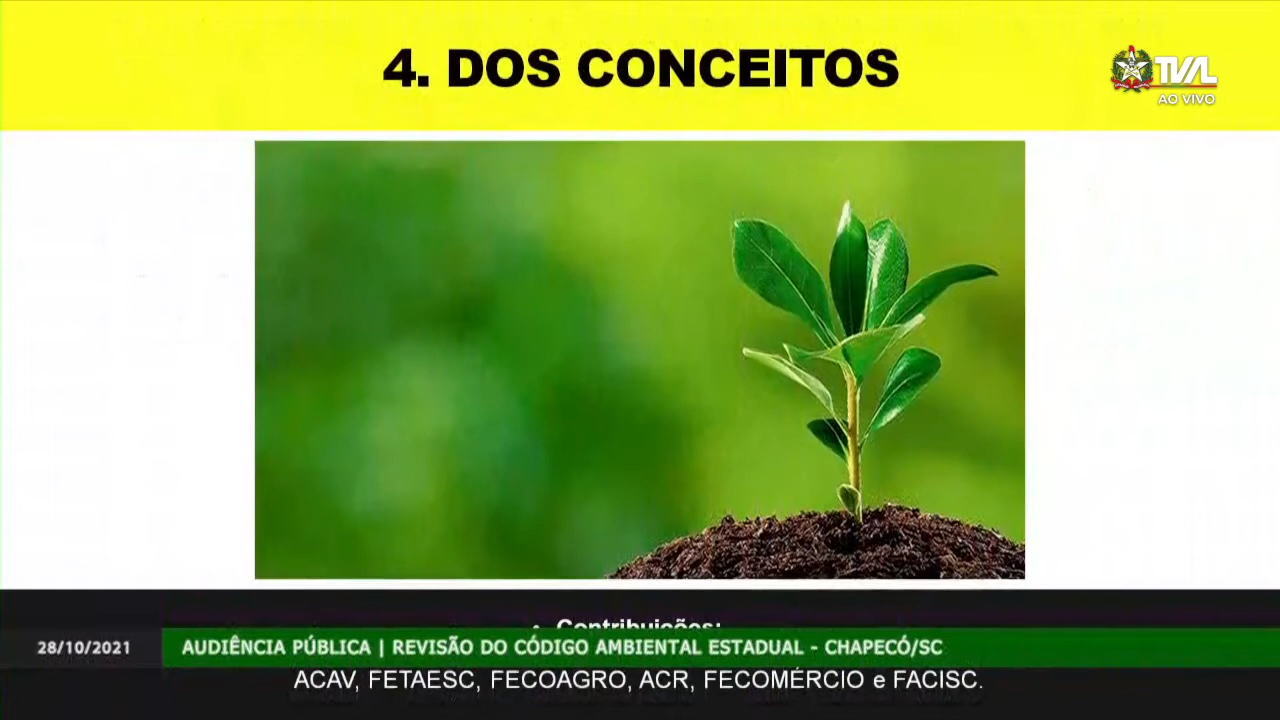 4. DOS CONCEITOS
TVAL
AO VIVO
• Contribuições:
28/10/2021
AUDIÊNCIA PÚBLICA | REVISÃO DO CÓDIGO AMBIENTAL ESTADUAL - CHAPECÓ/SC
ACAV, FETAESC, FECOAGRO, ACR, FECOMÉRCIO e FACISC.